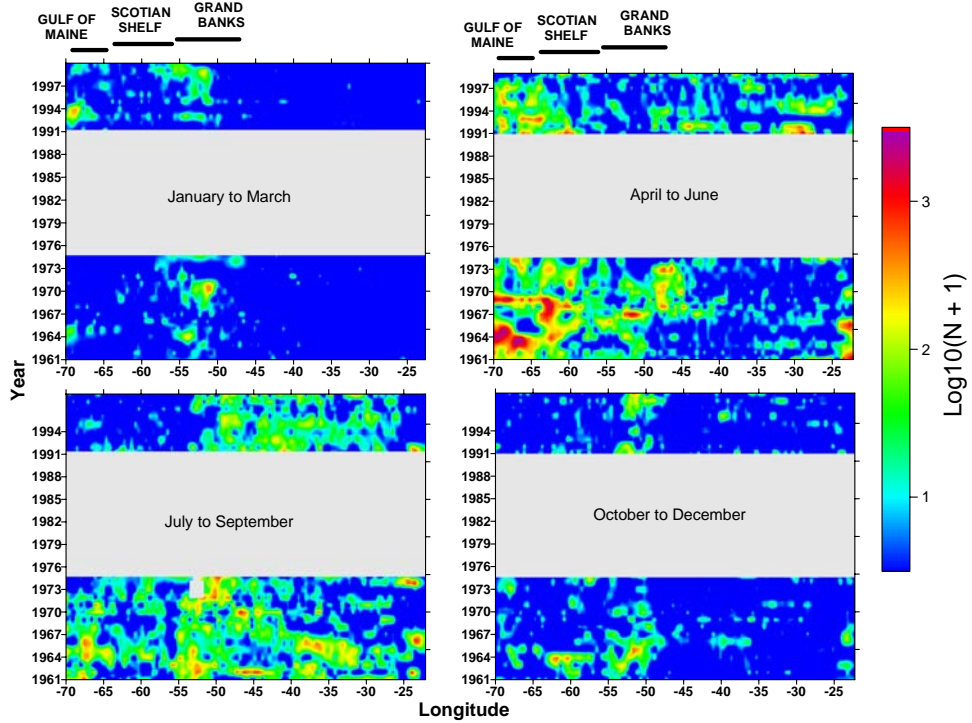 GULF OF
MAINE
SCOTIAN
SHELF
GRAND
BANKS
GULF OF
MAINE
SCOTIAN
SHELF
GRAND
BANKS
1997
1994
1991
1988
1985
1982
1979
1976
1973
1970
1967
1964
1961
January to March
-70 -65 -60 -55 -50 -45 -40 -35 -30 -25
1997
1994
1991
1988
1985
1982
1979
1976
1973
1970
1967
1964
1961
April to June
-70 -65 -60 -55 -50 -45 -40 -35 -30 -25
Year
1994
1991
1988
1985
1982
1979
1976
1973
1970
1967
1964
1961
July to September
-70 -65 -60 -55 -50 -45 -40 -35 -30 -25
1994
1991
1988
1985
1982
1979
1976
1973
1970
1967
1964
1961
October to December
-70 -65 -60 -55 -50 -45 -40 -35 -30 -25
Longitude
3
2
1
Log10(N + 1)